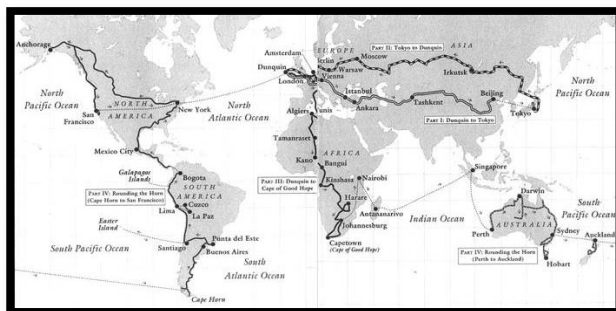 Anchorage
North
Pacific Ocean
San
Francisco
NORTH
AMERICA
New York
North
Atlantic Ocean
Mexico City
Galapagos
Islands
Bogota
PART IV: Rounding the Horn
(Cape Horn to San Francisco)
SOUTH
AMERICA
Lima
Cuzco
La Paz
Easter
Island
South Pacific Ocean
Santiago
Punta del Este
Buenos Aires
South
Atlantic Ocean
Cape Horn
Amsterdam
Dunquin
London
EUROPE
Berlin
Warsaw
Vienna
PART II: Tokyo to Dunquin
Moscow
ASIA
Irkutsk
Istanbul
Ankara
Tashkent
Beijing
Tokyo
PART I: Dunquin to Tokyo
North
Pacific Ocean
Algiers
Tunis
Tamanrasset
AFRICA
Kano
Bangui
PART III: Dunquin to
Cape of Good Hope
Kinshasa
Nairobi
Harare
Antananarivo
Johannesburg
Capetown
(Cape of Good Hope)
Indian Ocean
Singapore
Darwin
AUSTRALIA
Perth
Sydney
South
Pacific Ocean
Auckland
PART IV: Rounding the Horn
(Perth to Auckland)
Hobart